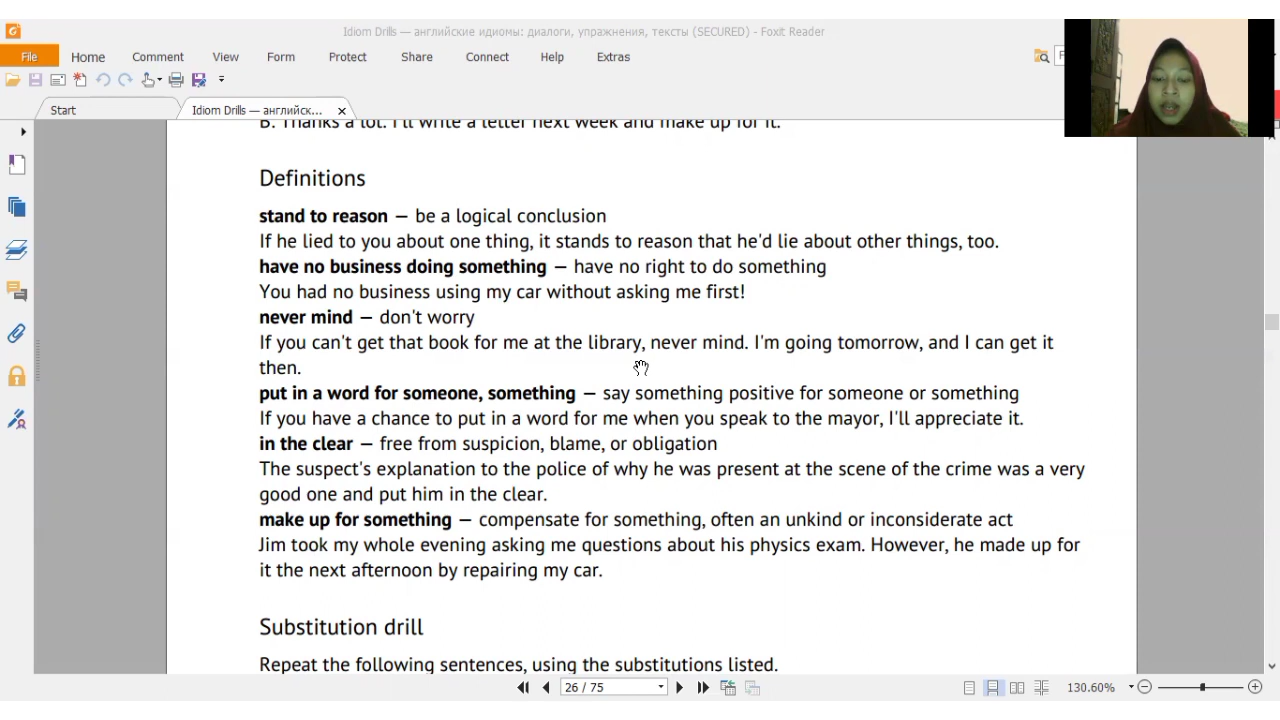 Idiom Drills — английские идиомы: диалоги, упражнения, тексты (SECURED) - Foxit Reader
File Home Comment View Form Protect Share Connect Help Extras
F
Start Idiom Drills — английск...
B. Thanks a lot. I'll write a letter next week and make up for it.
Definitions
stand to reason — be a logical conclusion
If he lied to you about one thing, it stands to reason that he'd lie about other things, too.
have no business doing something — have no right to do something
You had no business using my car without asking me first!
never mind — don't worry
If you can't get that book for me at the library, never mind. I'm going tomorrow, and I can get it
then.
put in a word for someone, something — say something positive for someone or something
If you have a chance to put in a word for me when you speak to the mayor, I'll appreciate it.
in the clear — free from suspicion, blame, or obligation
The suspect's explanation to the police of why he was present at the scene of the crime was a very
good one and put him in the clear.
make up for something — compensate for something, often an unkind or inconsiderate act
Jim took my whole evening asking me questions about his physics exam. However, he made up for
it the next afternoon by repairing my car.
Substitution drill
Repeat the following sentences, using the substitutions listed.
26 / 75
130.60%